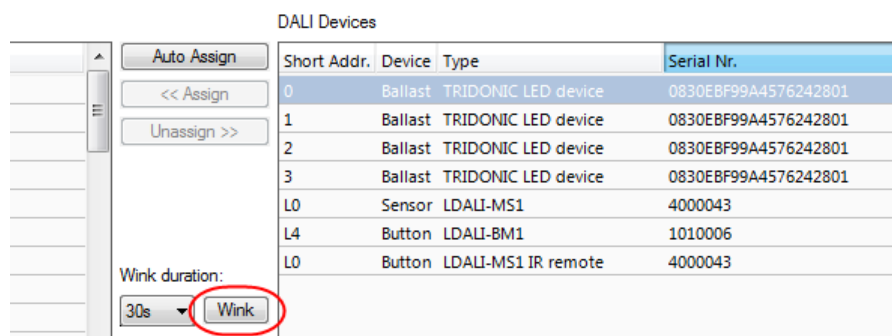 DALI Devices
Auto Assign
<< Assign
Unassign >>
Wink duration:
30s Wink
Short Addr. Device Type Serial Nr.
0 Ballast TRIDONIC LED device 0830EBF99A4576242801
1 Ballast TRIDONIC LED device 0830EBF99A4576242801
2 Ballast TRIDONIC LED device 0830EBF99A4576242801
3 Ballast TRIDONIC LED device 0830EBF99A4576242801
L0 Sensor LDALI-MS1 4000043
L4 Button LDALI-BM1 1010006
L0 Button LDALI-MS1 IR remote 4000043